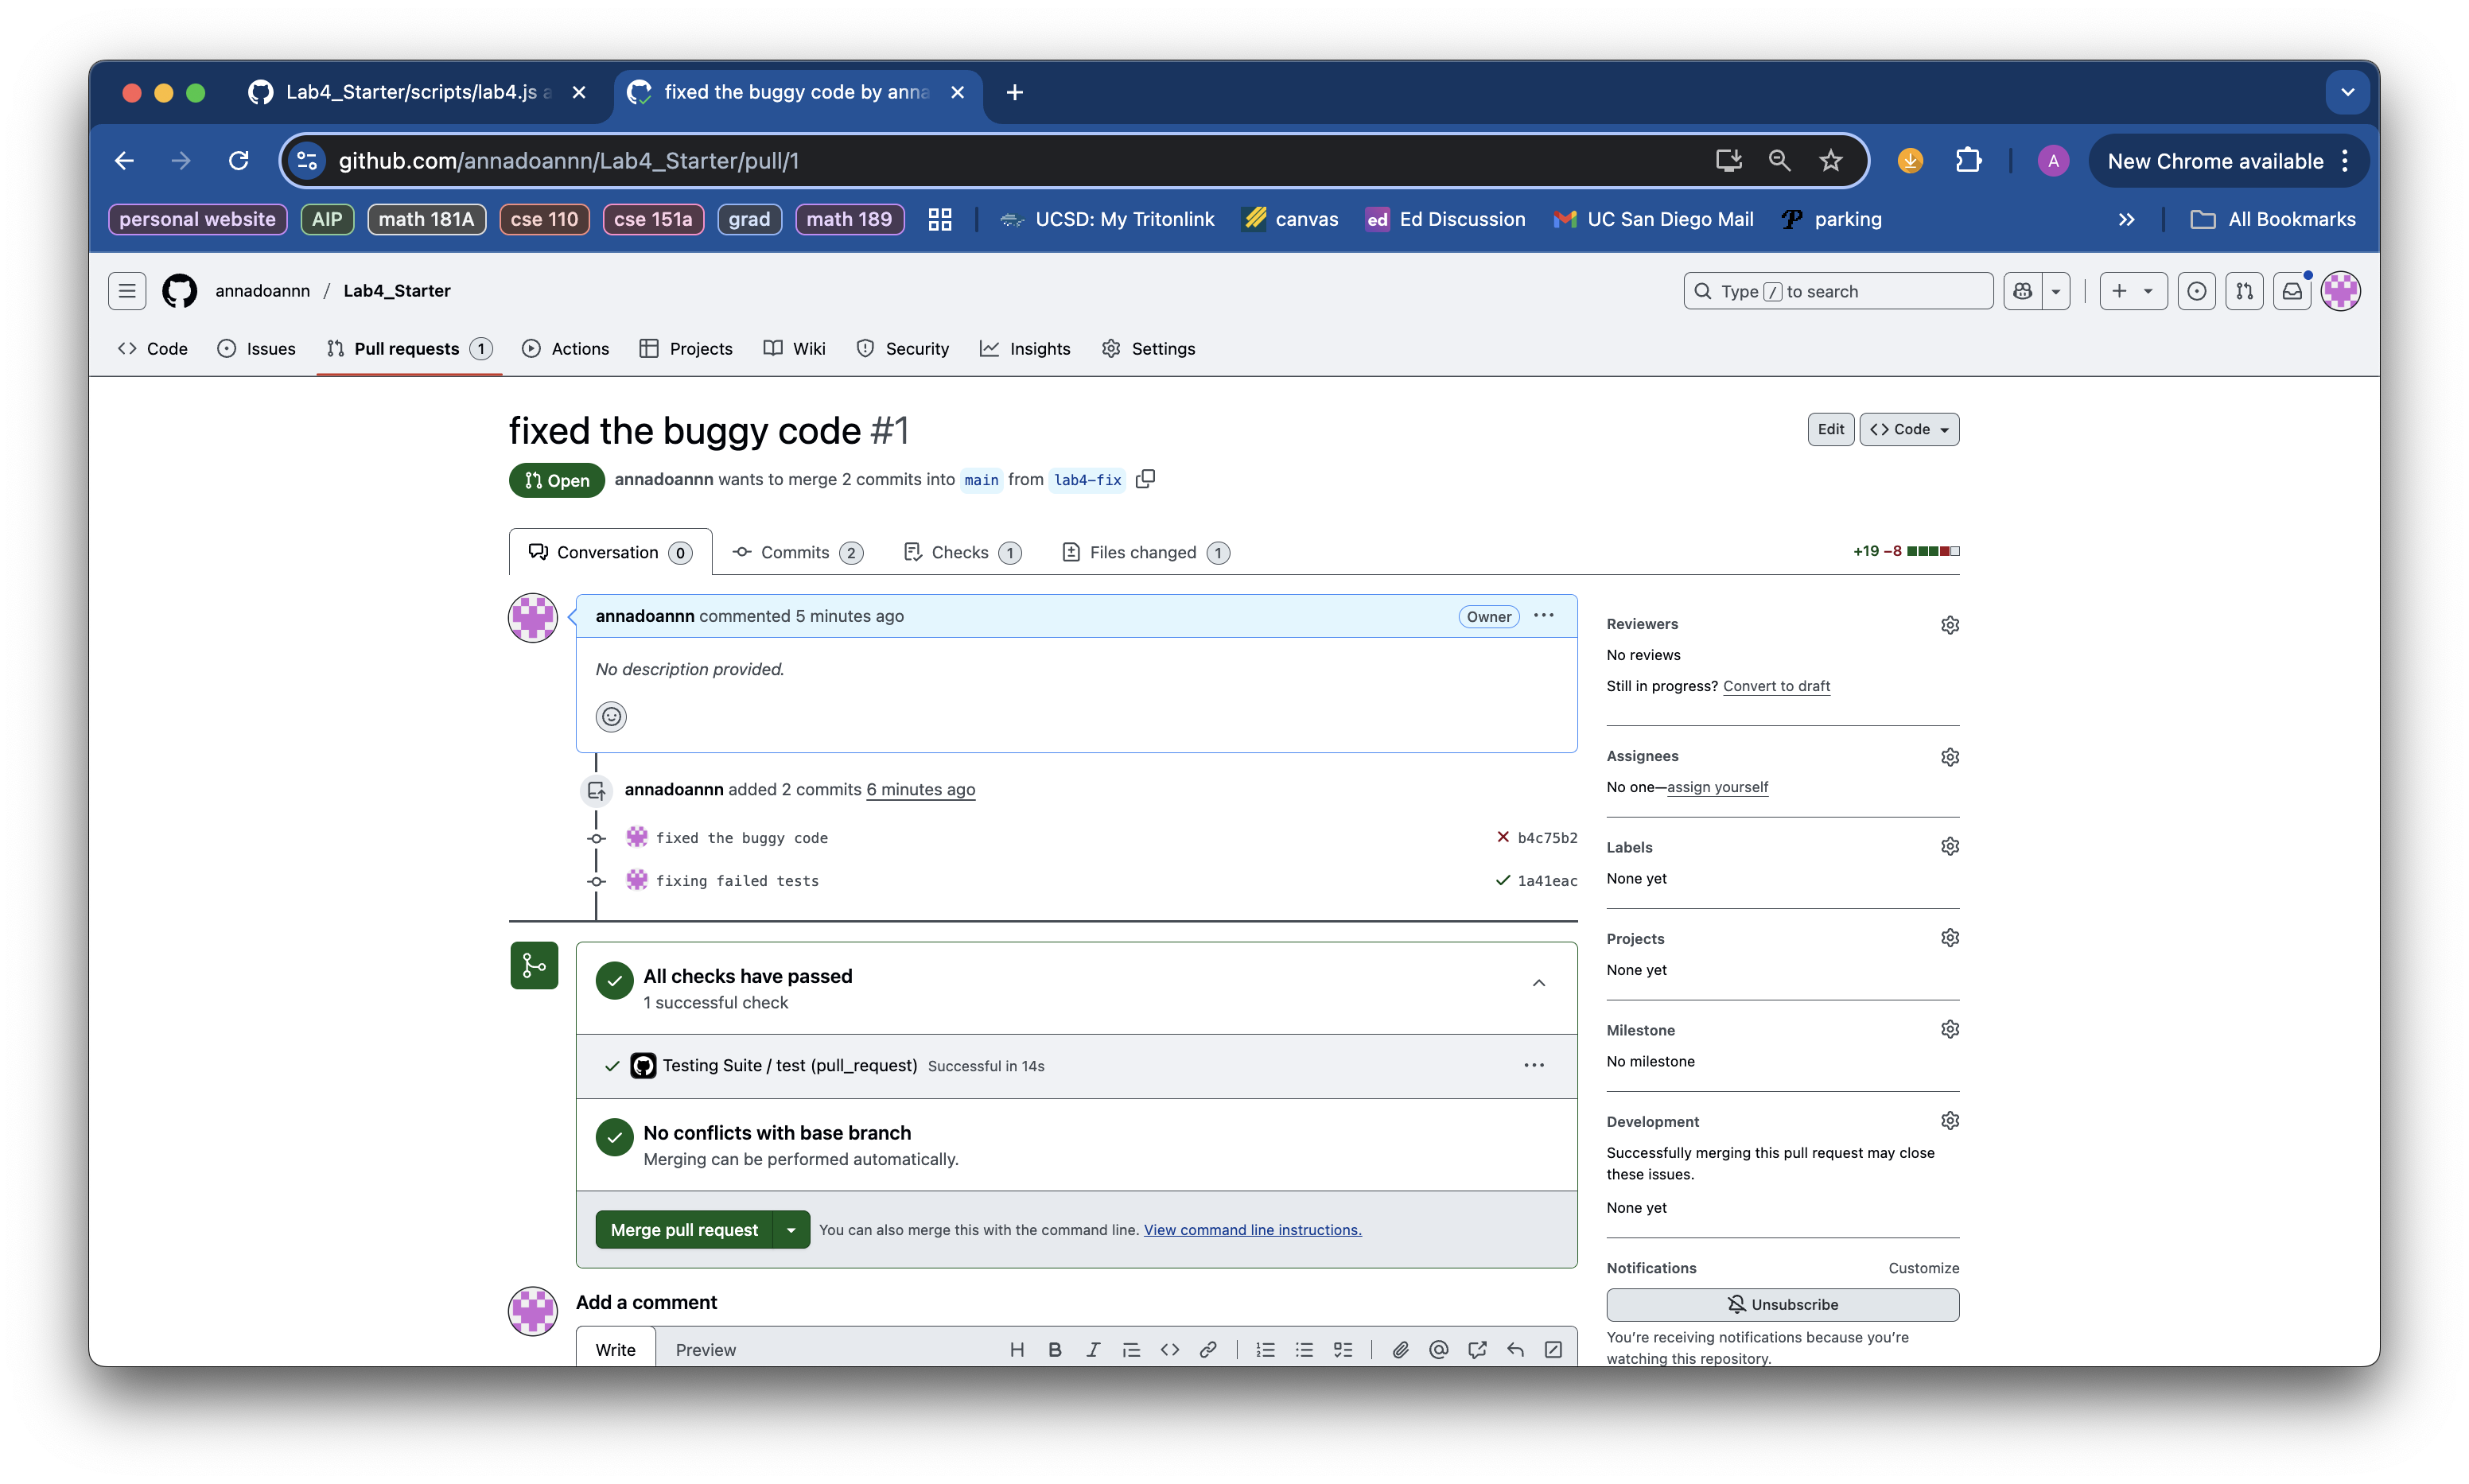 Lab4_Starter/scripts/lab4.js a
fixed the buggy code by anna
github.com/annadoannn/Lab4_Starter/pull/1
A
New Chrome available
personal website AIP math 181A cse 110 cse 151a grad math 189 UCSD: My Tritonlink canvas ed Ed Discussion UC San Diego Mail parking All Bookmarks
annadoannn / Lab4_Starter
Type / to search
Code Issues Pull requests 1 Actions Projects Wiki Security Insights Settings
fixed the buggy code #1
Edit Code
Open annadoannn wants to merge 2 commits into main from lab4-fix
Conversation 0 Commits 2 Checks 1 Files changed 1
+19 −8
annadoannn commented 5 minutes ago Owner
No description provided.
annadoannn added 2 commits 6 minutes ago
fixed the buggy code b4c75b2
fixing failed tests 1a41eac
All checks have passed
1 successful check
Testing Suite / test (pull_request) Successful in 14s
No conflicts with base branch
Merging can be performed automatically.
Merge pull request You can also merge this with the command line. View command line instructions.
Add a comment
Write Preview
Reviewers
No reviews
Still in progress? Convert to draft
Assignees
No one—assign yourself
Labels
None yet
Projects
None yet
Milestone
No milestone
Development
Successfully merging this pull request may close
these issues.
None yet
Notifications Customize
Unsubscribe
You're receiving notifications because you're
watching this repository.